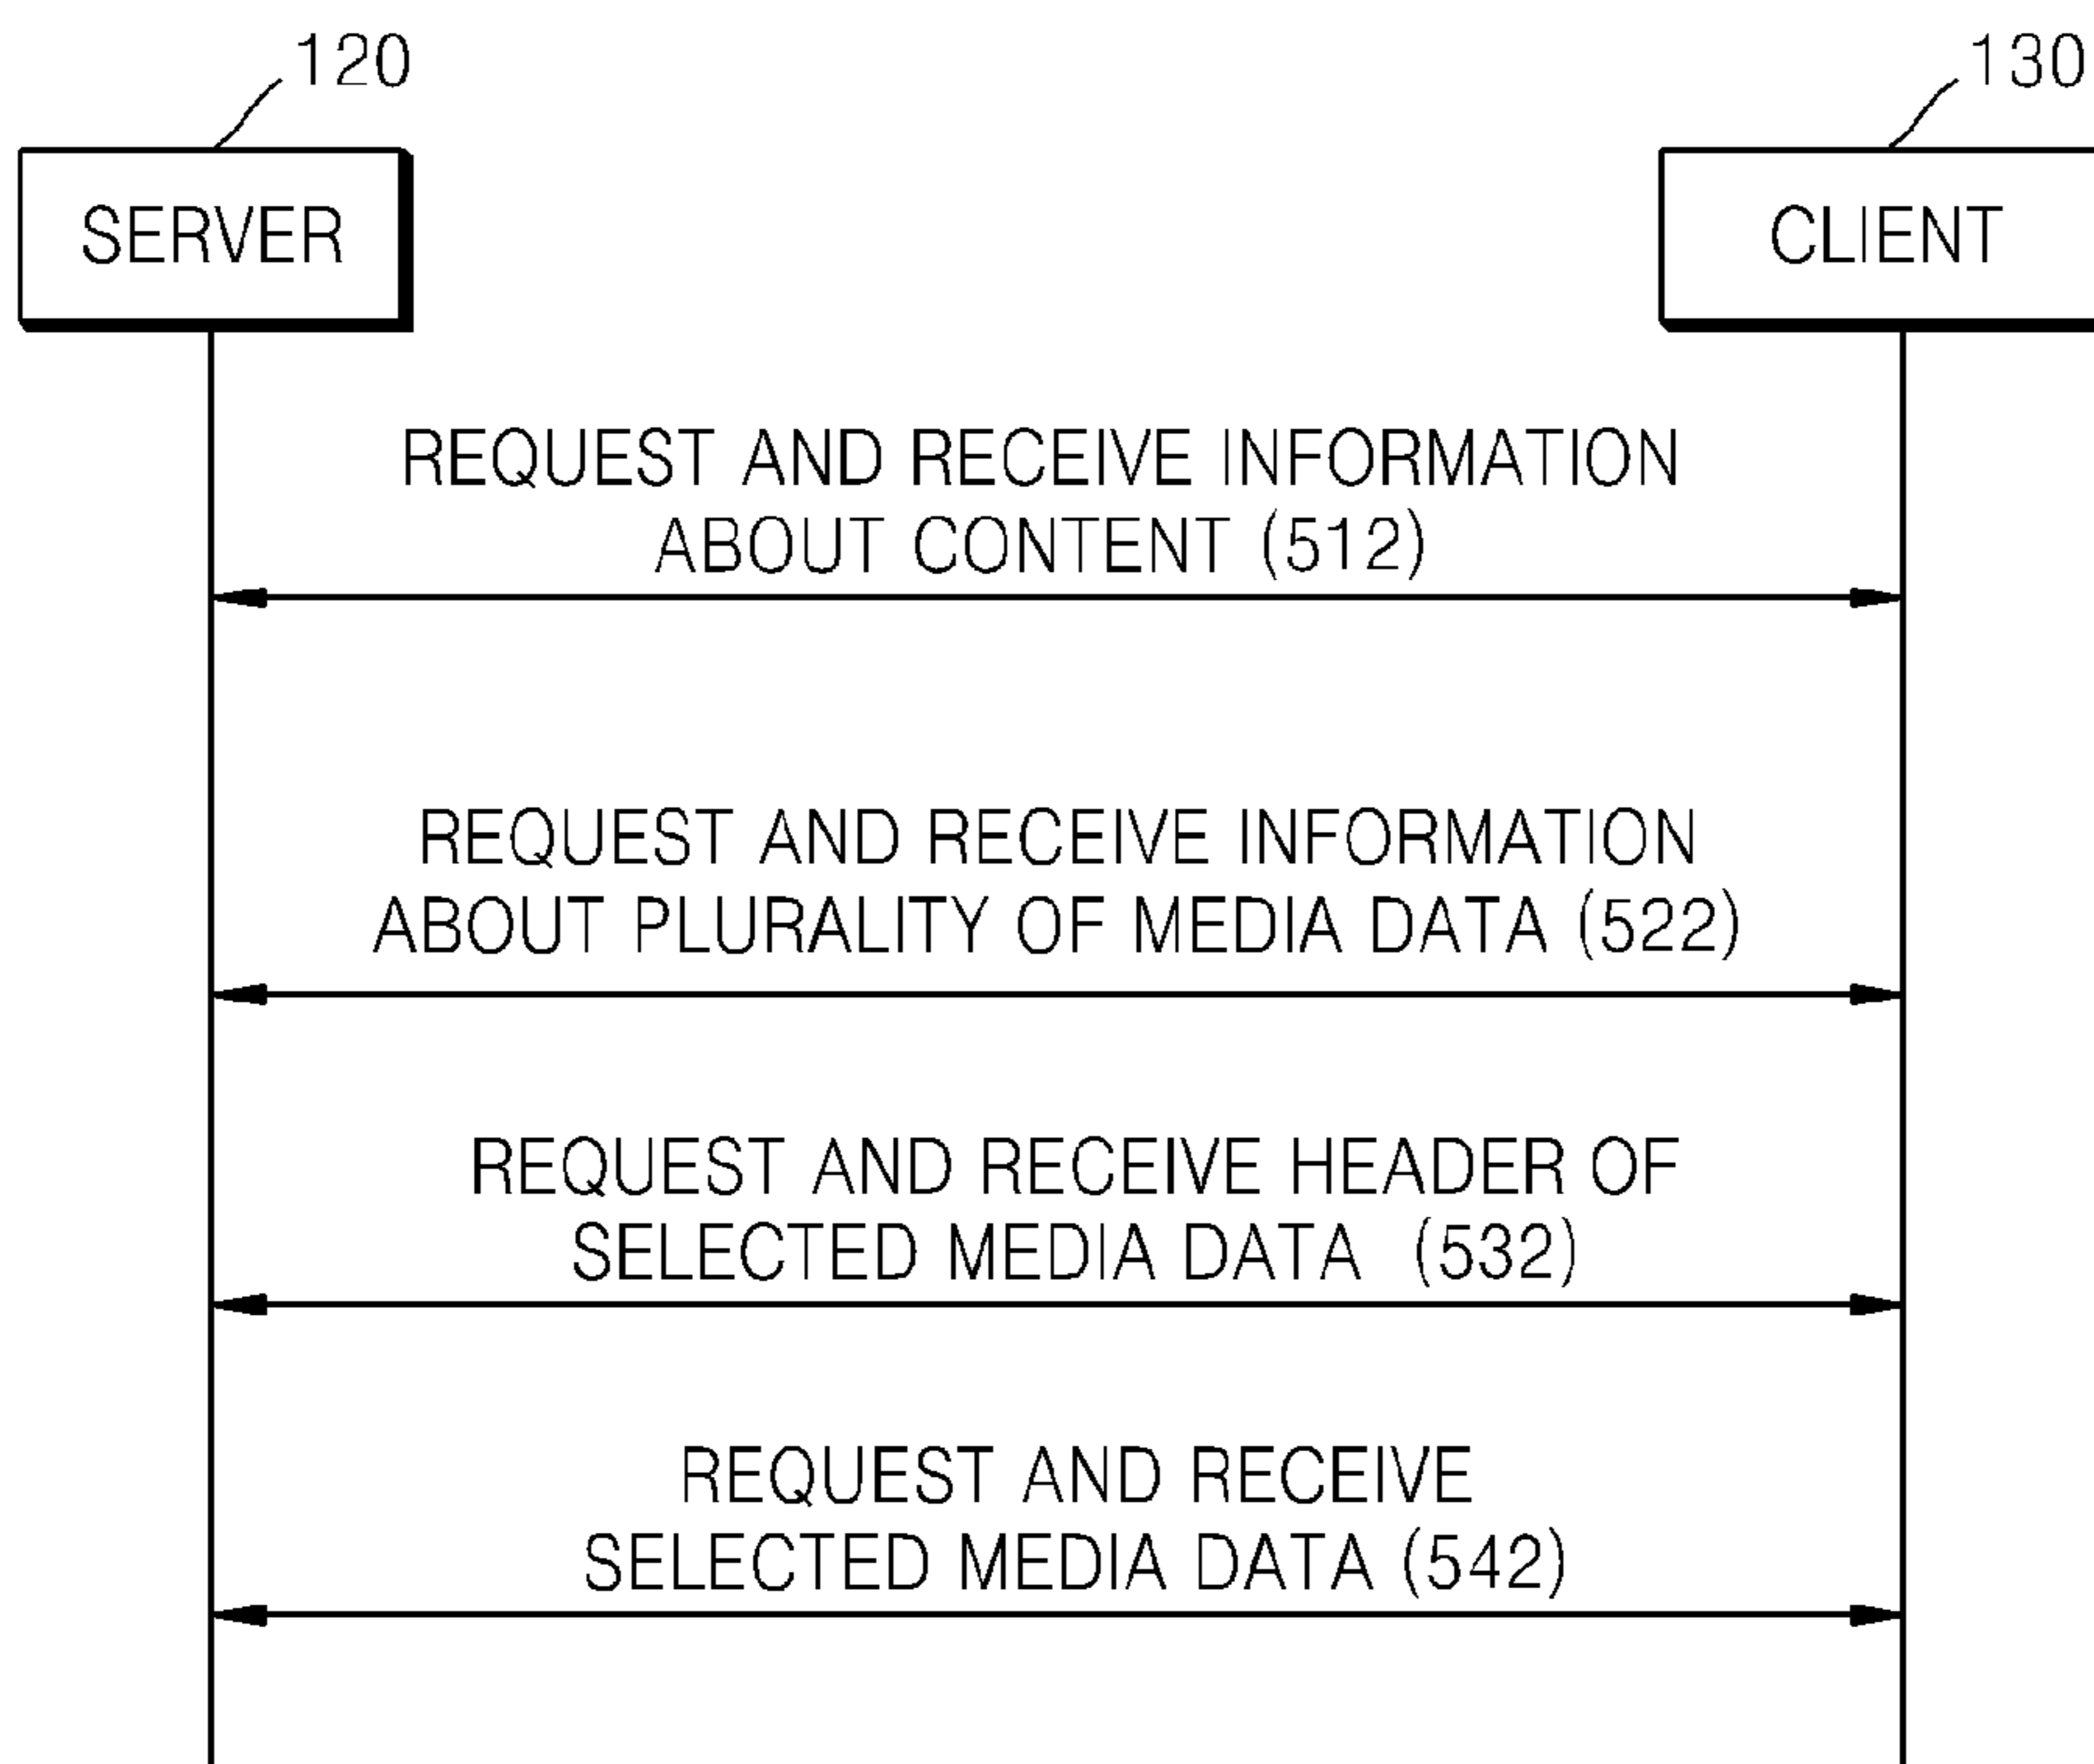 120
130
SERVER
CLIENT
REQUEST AND RECEIVE INFORMATION
ABOUT CONTENT (512)
REQUEST AND RECEIVE INFORMATION
ABOUT PLURALITY OF MEDIA DATA (522)
REQUEST AND RECEIVE HEADER OF
SELECTED MEDIA DATA (532)
REQUEST AND RECEIVE
SELECTED MEDIA DATA (542)